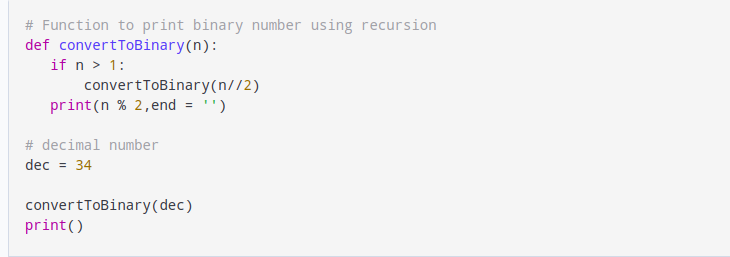 # Function to print binary number using recursion
def convertToBinary(n):
   if n > 1:
       convertToBinary(n//2)
   print(n % 2,end = '')

# decimal number
dec = 34

convertToBinary(dec)
print()